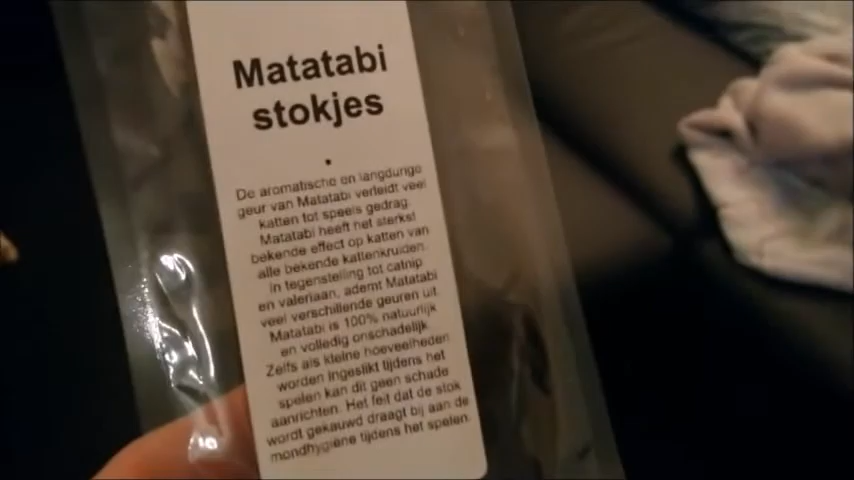 Matatabi
stokjes
•
De aromatische en langdurige
geur van Matatabi verleidt veel
katten tot speels gedrag.
Matatabi heeft het sterkst
bekende effect op katten van
alle bekende kattenkruiden.
In tegenstelling tot catnip
en valeriaan, ademt Matatabi
veel verschillende geuren uit.
Matatabi is 100% natuurlijk
en volledig onschadelijk.
Zelfs als kleine hoeveelheden
worden ingeslikt tijdens het
spelen kan dit geen schade
aanrichten. Het feit dat de stok
wordt gekauwd draagt bij aan de
mondhygiëne tijdens het spelen.